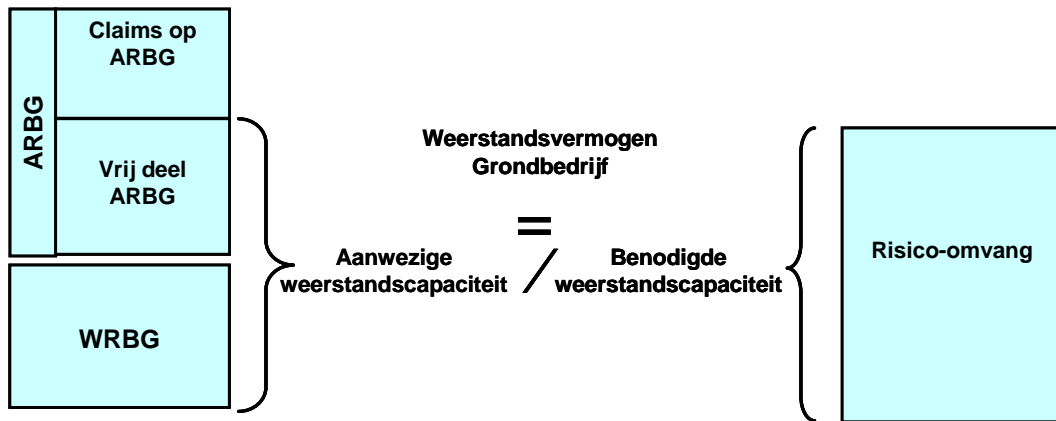 Claims op
ARBG
ARBG
Vrij deel
ARBG
WRBG
Weerstandsvermogen
Grondbedrijf
=
Aanwezige
weerstandscapaciteit
/
Benodigde
weerstandscapaciteit
Risico-omvang